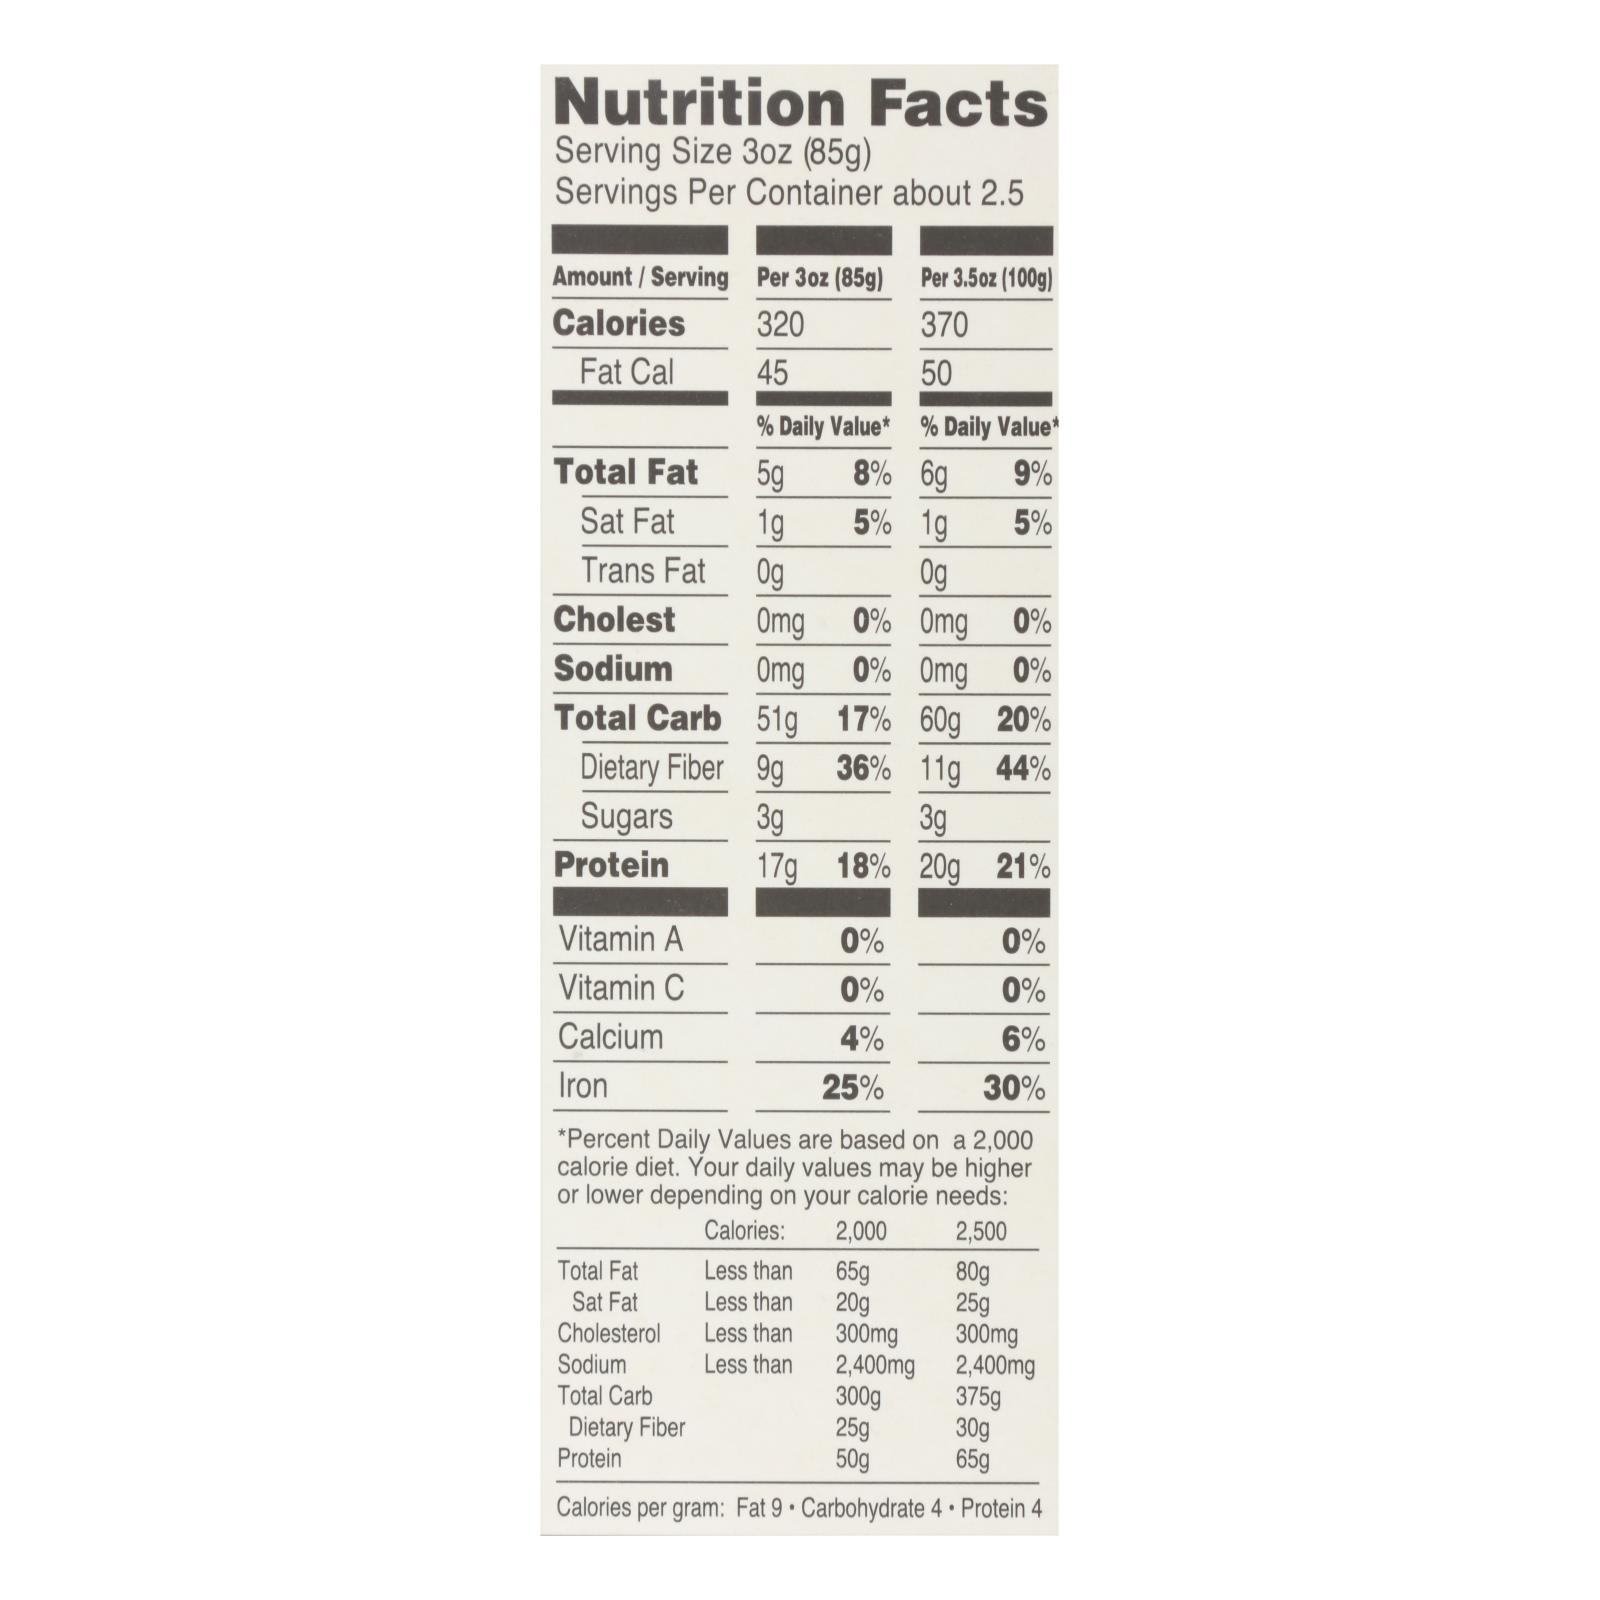 Nutrition Facts
Serving Size 3oz (85g)
Servings Per Container about 2.5
Amount / Serving Per 3oz (85g) Per 3.5oz (100g)
Calories 320 370
Fat Cal 45 50
% Daily Value* % Daily Value*
Total Fat 5g 8% 6g 9%
Sat Fat 1g 5% 1g 5%
Trans Fat 0g 0g
Cholest 0mg 0% 0mg 0%
Sodium 0mg 0% 0mg 0%
Total Carb 51g 17% 60g 20%
Dietary Fiber 9g 36% 11g 44%
Sugars 3g 3g
Protein 17g 18% 20g 21%
Vitamin A 0% 0%
Vitamin C 0% 0%
Calcium 4% 6%
Iron 25% 30%
*Percent Daily Values are based on a 2,000
calorie diet. Your daily values may be higher
or lower depending on your calorie needs:
Calories: 2,000 2,500
Total Fat Less than 65g 80g
Sat Fat Less than 20g 25g
Cholesterol Less than 300mg 300mg
Sodium Less than 2,400mg 2,400mg
Total Carb 300g 375g
Dietary Fiber 25g 30g
Protein 50g 65g
Calories per gram: Fat 9 • Carbohydrate 4 • Protein 4